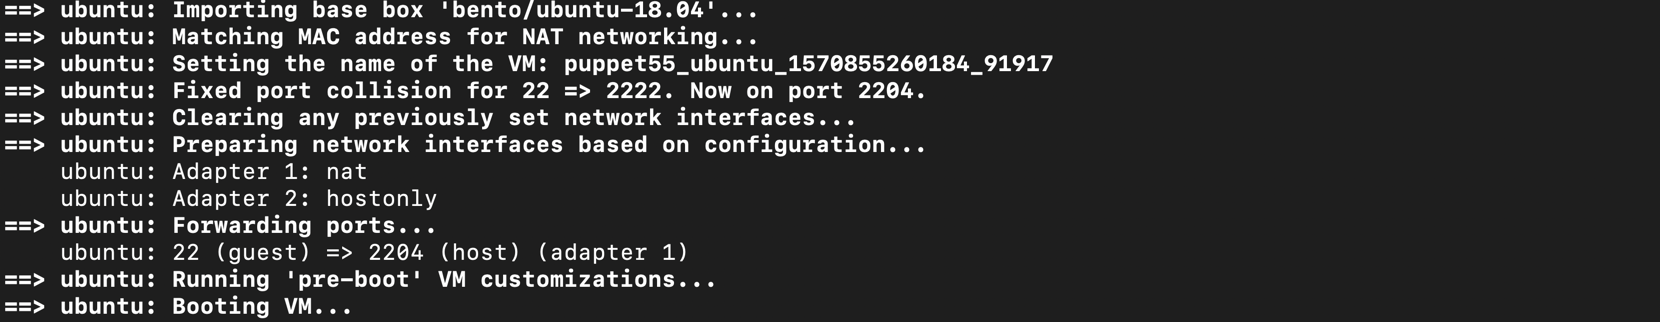 ==> ubuntu: Importing base box 'bento/ubuntu-18.04'...
==> ubuntu: Matching MAC address for NAT networking...
==> ubuntu: Setting the name of the VM: puppet55_ubuntu_1570855260184_91917
==> ubuntu: Fixed port collision for 22 => 2222. Now on port 2204.
==> ubuntu: Clearing any previously set network interfaces...
==> ubuntu: Preparing network interfaces based on configuration...
    ubuntu: Adapter 1: nat
    ubuntu: Adapter 2: hostonly
==> ubuntu: Forwarding ports...
    ubuntu: 22 (guest) => 2204 (host) (adapter 1)
==> ubuntu: Running 'pre-boot' VM customizations...
==> ubuntu: Booting VM...